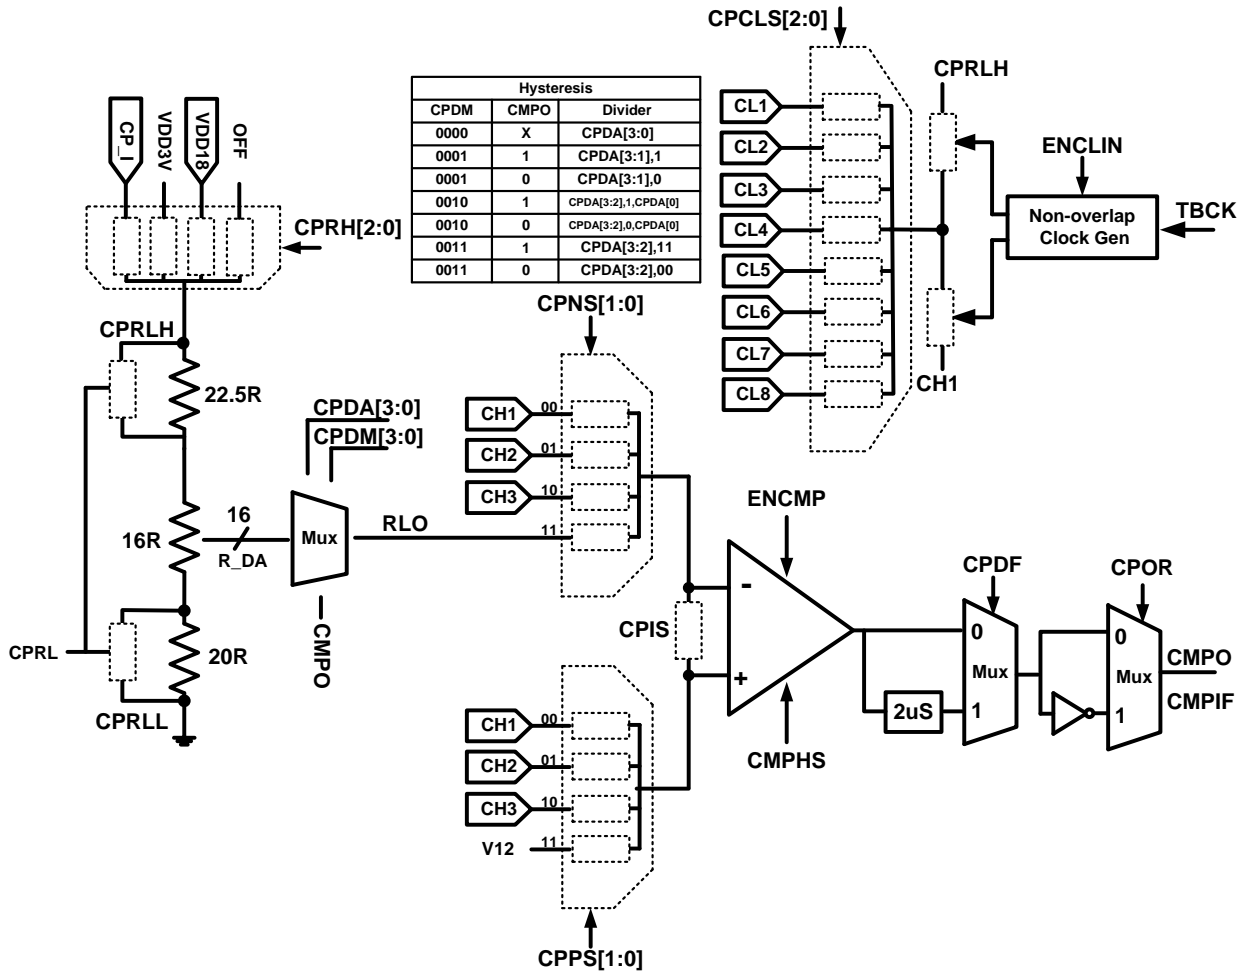 CPCLS[2:0]
CP_I
VDD3V
VDD18
OFF
CPRH[2:0]
Hysteresis
CPDM CMPO Divider
0000 X CPDA[3:0]
0001 1 CPDA[3:1],1
0001 0 CPDA[3:1],0
0010 1 CPDA[3:2],1,CPDA[0]
0010 0 CPDA[3:2],0,CPDA[0]
0011 1 CPDA[3:2],11
0011 0 CPDA[3:2],00
CL1
CL2
CL3
CL4
CL5
CL6
CL7
CL8
CPRLH
CH1
ENCLIN
Non-overlap
Clock Gen
TBCK
CPRLH
22.5R
16R
20R
CPRL
CPRLL
16
R_DA
CPDA[3:0]
CPDM[3:0]
Mux
CMPO
RLO
CPNS[1:0]
CH1 00
CH2 01
CH3 10
11
CPIS
ENCMP
-
+
CMPHS
CH1 00
CH2 01
CH3 10
V12 11
CPPS[1:0]
CPDF
0
Mux
1
2uS
CPOR
0
Mux
1
CMPO
CMPIF